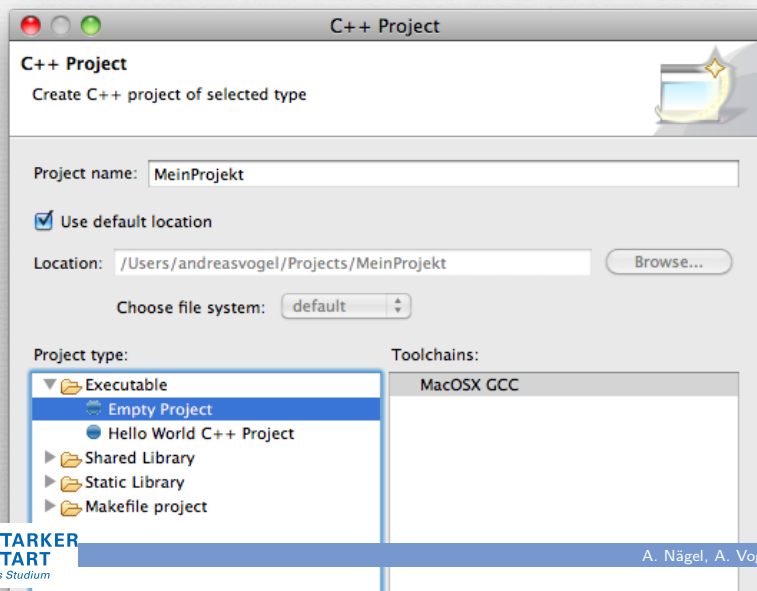 C++ Project
C++ Project
Create C++ project of selected type
Project name: MeinProjekt
Use default location
Location: /Users/andreasvogel/Projects/MeinProjekt Browse...
Choose file system: default
Project type: Toolchains:
Executable MacOSX GCC
Empty Project
Hello World C++ Project
Shared Library
Static Library
Makefile project
TARKER
TART
s Studium
A. Nägel, A. Vog